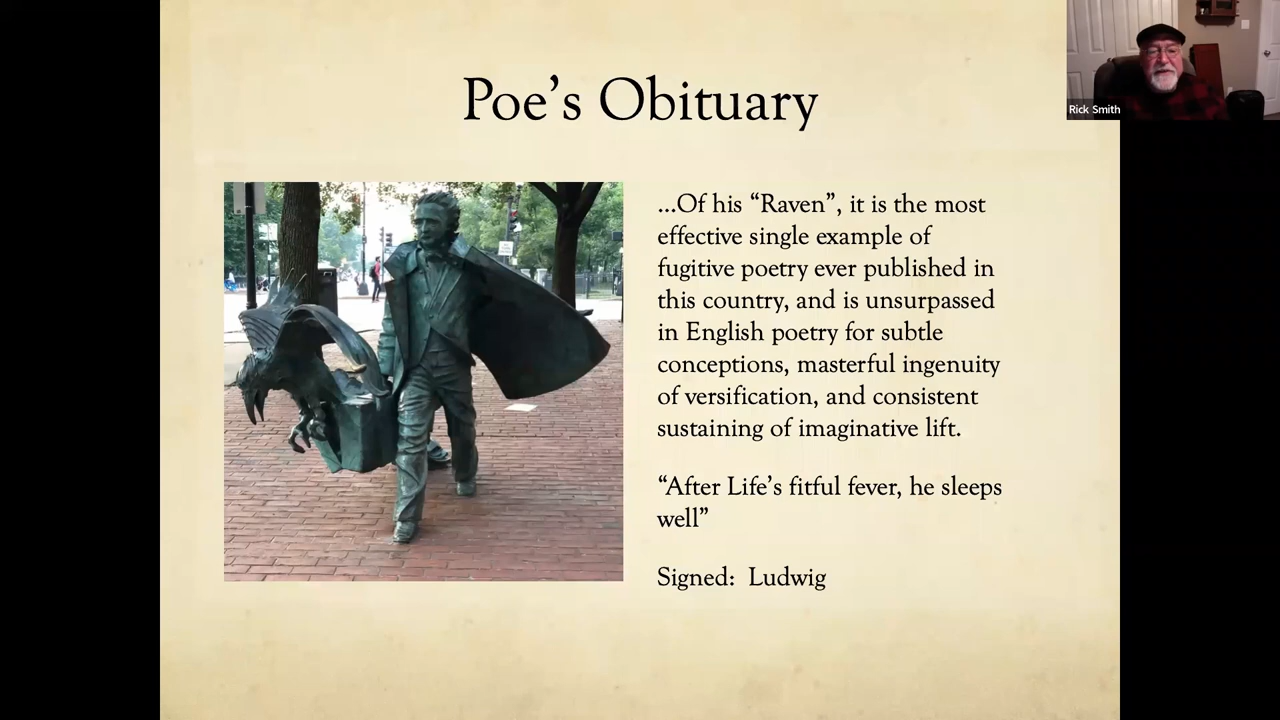 Poe's Obituary
Rick Smith
...Of his “Raven”, it is the most
effective single example of
fugitive poetry ever published in
this country, and is unsurpassed
in English poetry for subtle
conceptions, masterful ingenuity
of versification, and consistent
sustaining of imaginative lift.
“After Life’s fitful fever, he sleeps
well”
Signed:  Ludwig